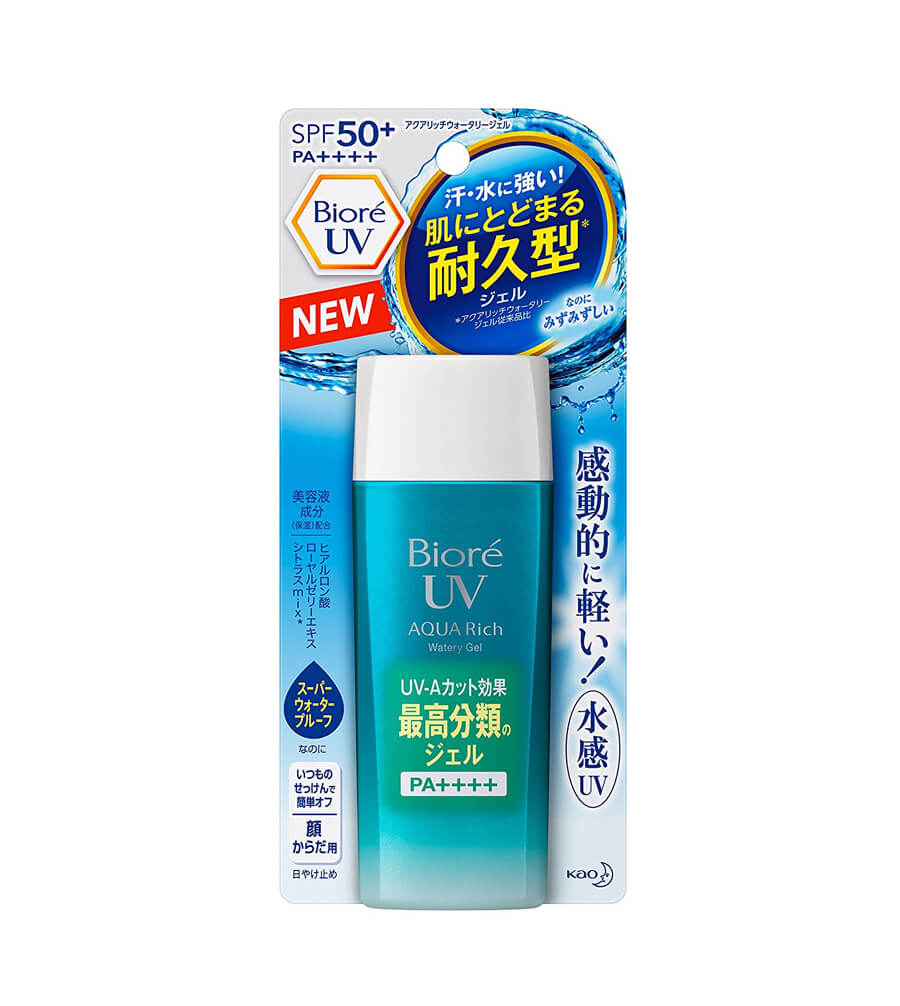 SPF50+
PA++++
アクアリッチウォータリージェル
Bioré
UV
NEW
汗・水に強い!
肌にとどまる
耐久型*
ジェル
*アクアリッチウォータリー
ジェル従来品比
なのに
みずみずしい
美容液
成分
(保湿)配合
ヒアルロン酸
ローヤルゼリーエキス
シトラスmix*
スーパー
ウォーター
プルーフ
なのに
いつもの
せっけんで
簡単オフ
顔
からだ用
日やけ止め
Bioré
UV
AQUA Rich
Watery Gel
UV-Aカット効果
最高分類の
ジェル
PA++++
感動的に軽い!
水感UV
Kao